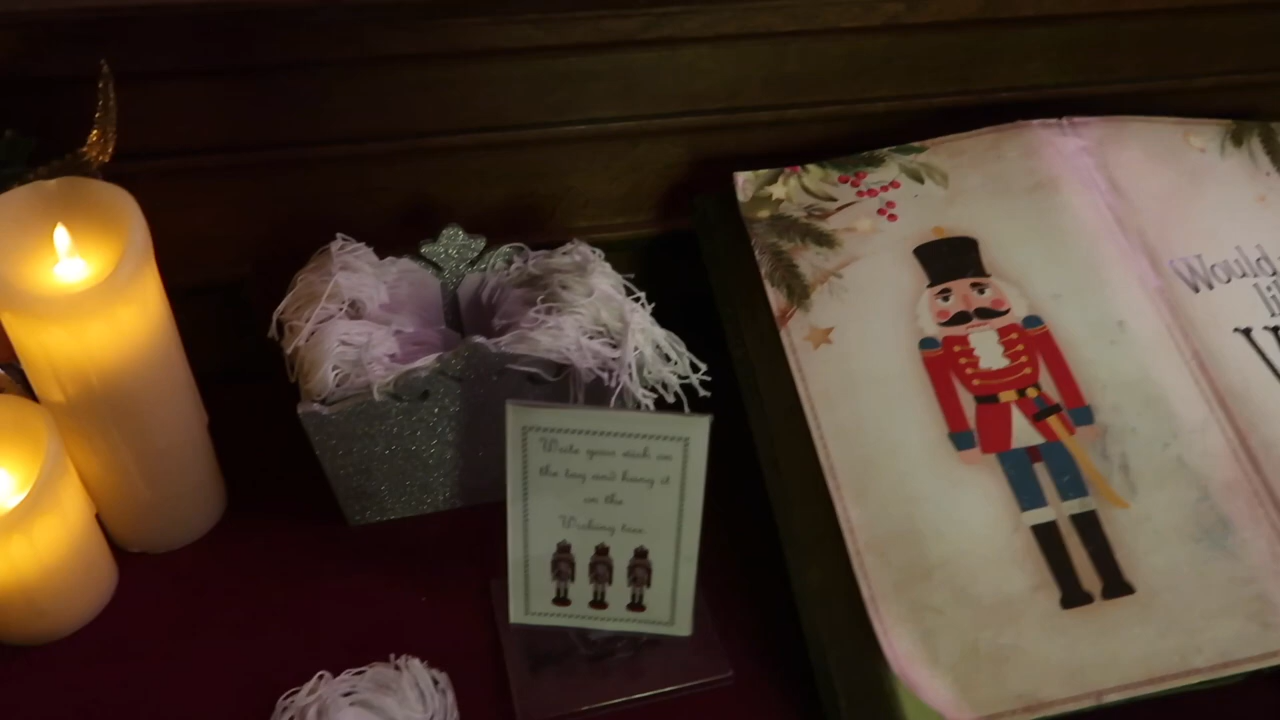 Write your wish on
the tag and hang it
on the
Wishing tree.
Would
li
W